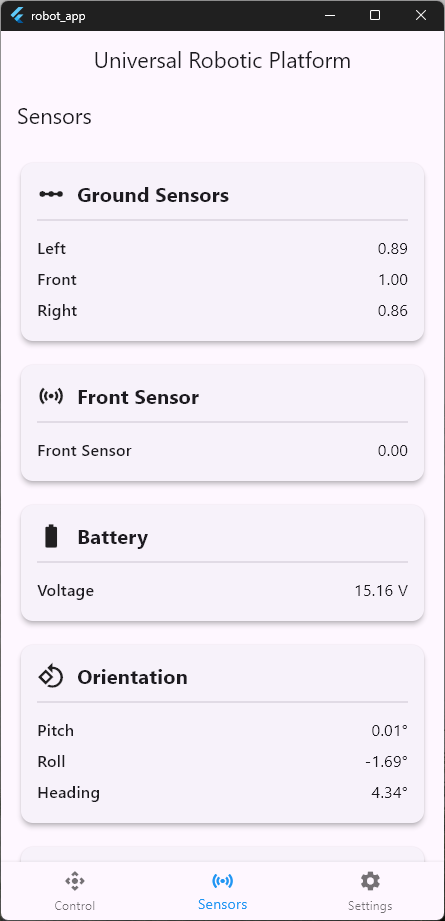 robot_app
Universal Robotic Platform
Sensors
Ground Sensors
Left 0.89
Front 1.00
Right 0.86
Front Sensor
Front Sensor 0.00
Battery
Voltage 15.16 V
Orientation
Pitch 0.01°
Roll -1.69°
Heading 4.34°
Control Sensors Settings